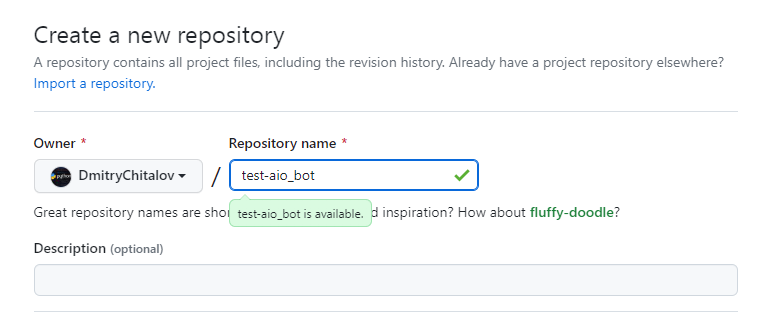 Create a new repository
A repository contains all project files, including the revision history. Already have a project repository elsewhere?
Import a repository.
Owner *
Repository name *
python
DmitryChitalov
/
test-aio_bot
test-aio_bot is available.
Great repository names are d inspiration? How about fluffy-doodle?
Description (optional)